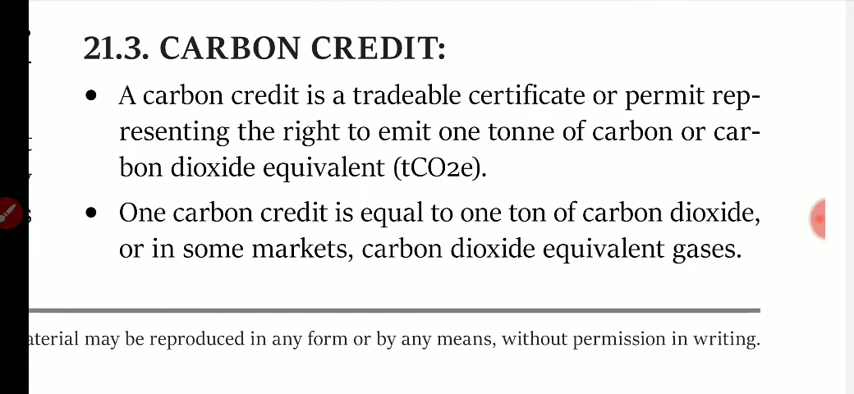 21.3. CARBON CREDIT:
• A carbon credit is a tradeable certificate or permit rep-
resenting the right to emit one tonne of carbon or car-
bon dioxide equivalent (tCO2e).
• One carbon credit is equal to one ton of carbon dioxide,
or in some markets, carbon dioxide equivalent gases.
aterial may be reproduced in any form or by any means, without permission in writing.